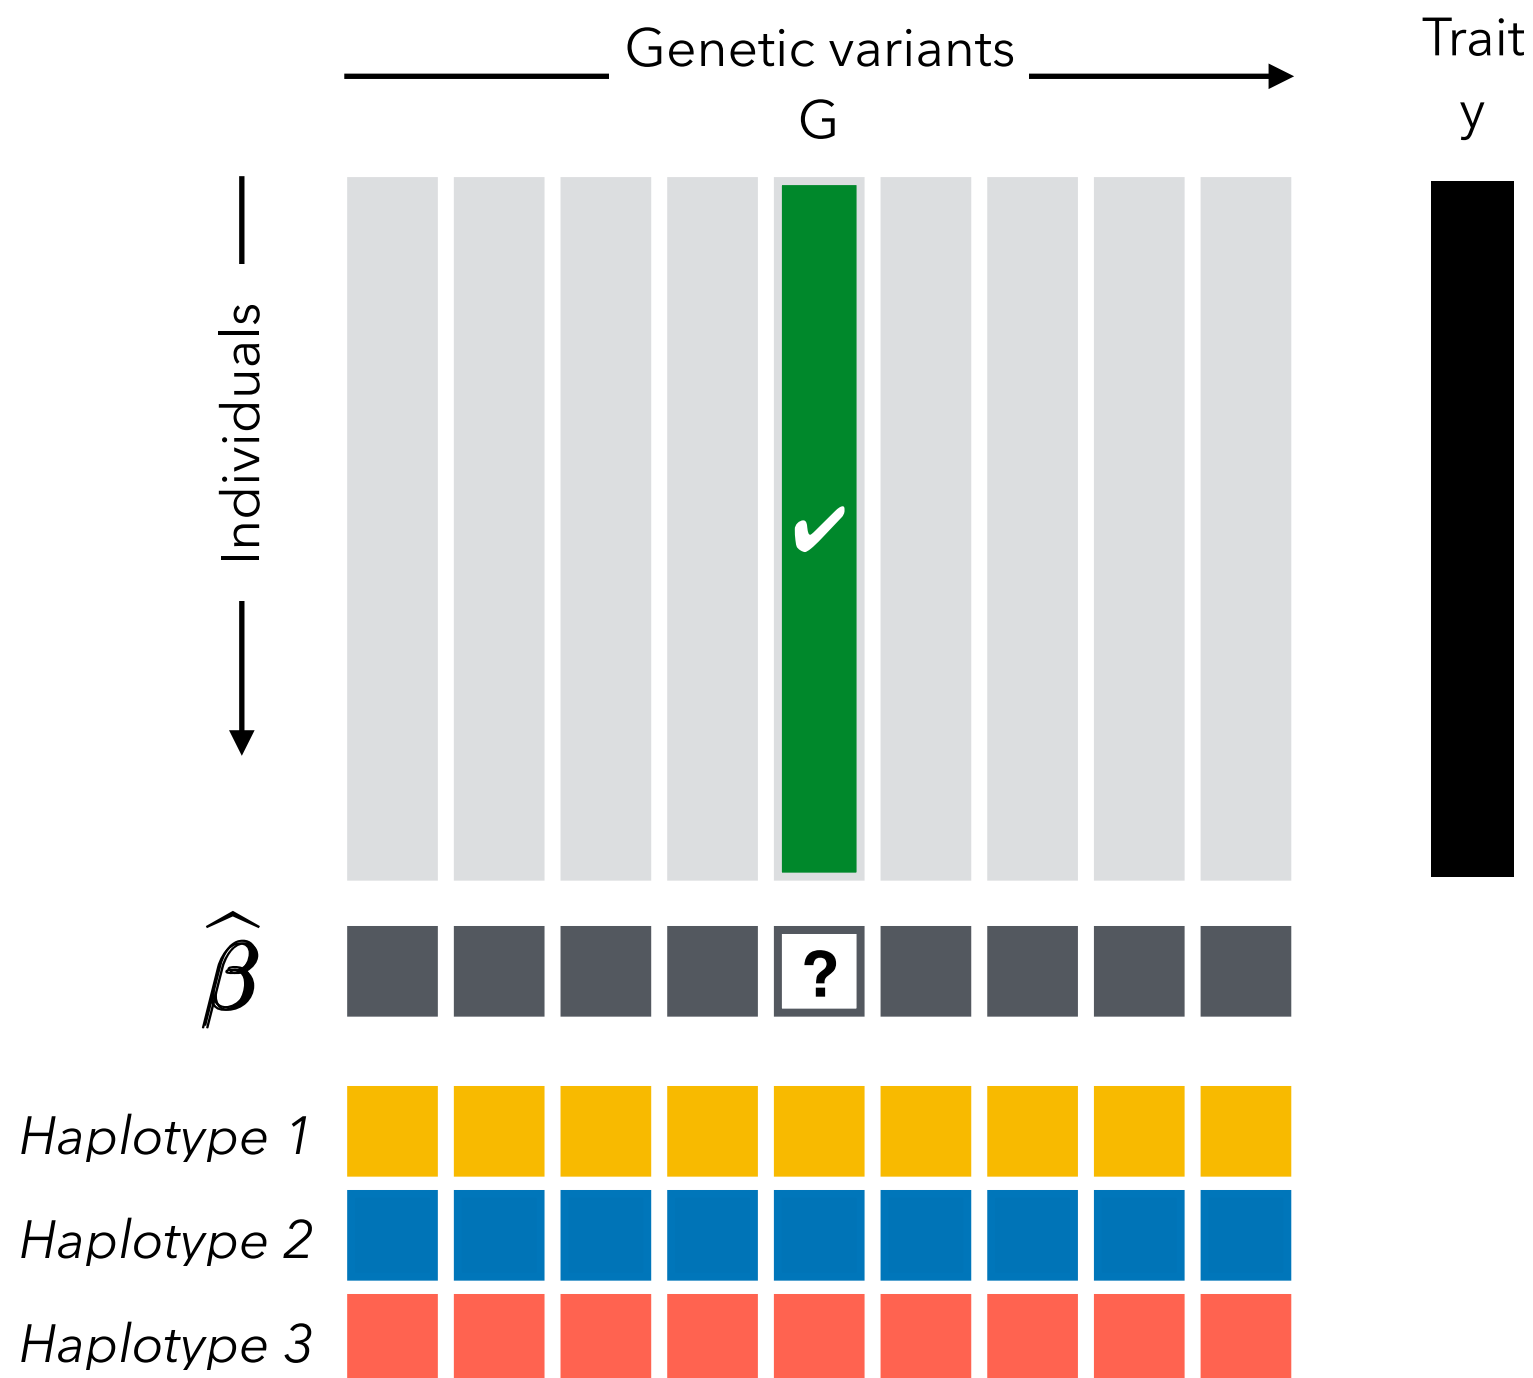 Genetic variants
G
Trait
y
Individuals
✔
β̂
?
Haplotype 1
Haplotype 2
Haplotype 3